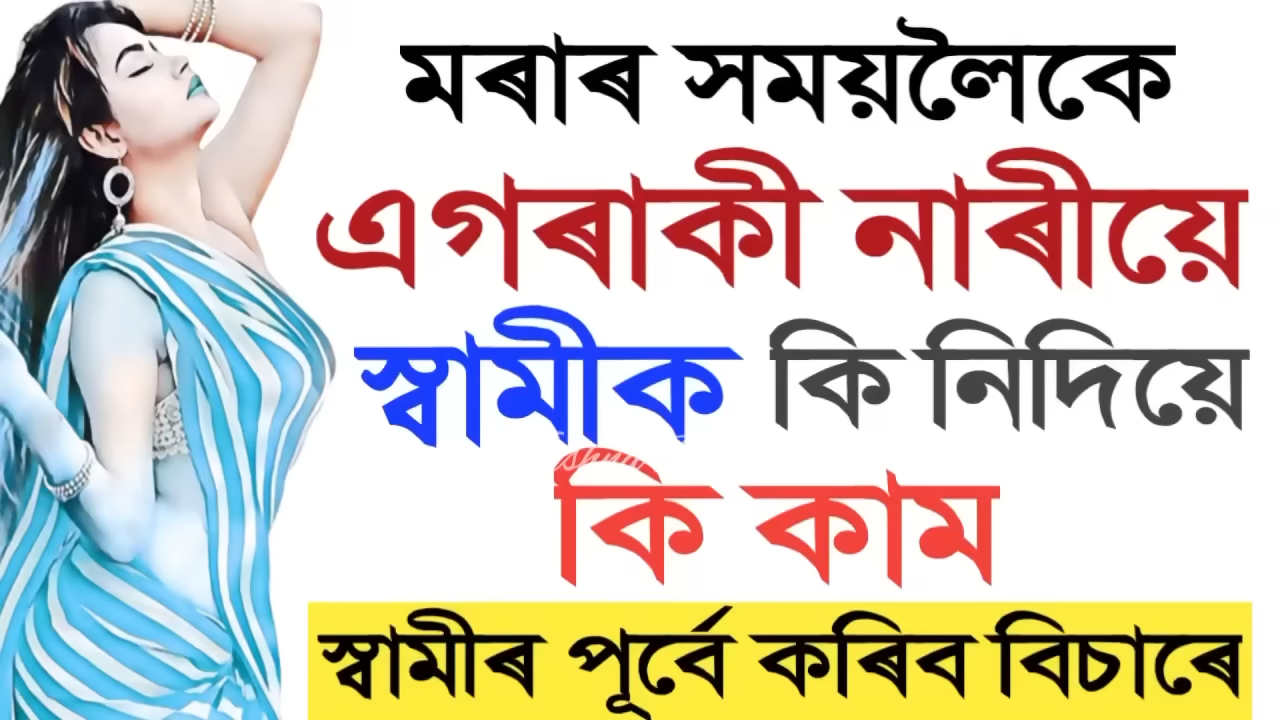 মৰাৰ সময়লৈকে
এগৰাকী নাৰীয়ে
স্বামীক কি নিদিয়ে
কি কাম
স্বামীৰ পূৰ্বে কৰিব বিচাৰে